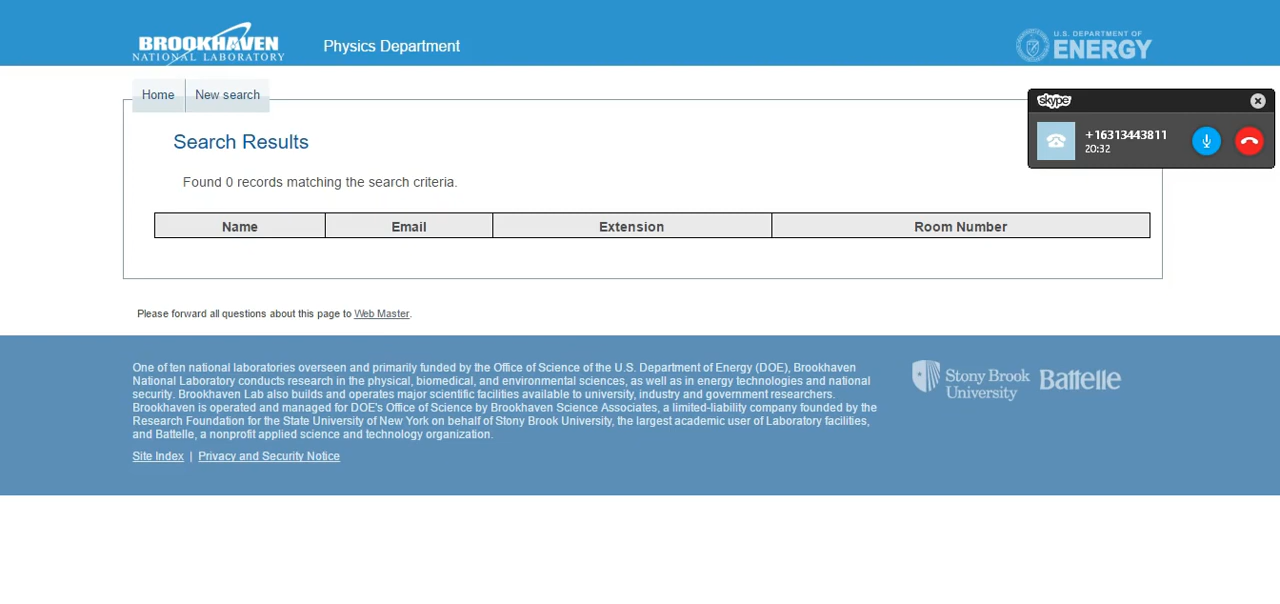 BROOKHAVEN
NATIONAL LABORATORY
Physics Department
U.S. DEPARTMENT OF
ENERGY
Home
New search
skype
+16313443811
20:32
Search Results
Found 0 records matching the search criteria.
Name Email Extension Room Number
Please forward all questions about this page to Web Master.
One of ten national laboratories overseen and primarily funded by the Office of Science of the U.S. Department of Energy (DOE), Brookhaven
National Laboratory conducts research in the physical, biomedical, and environmental sciences, as well as in energy technologies and national
security. Brookhaven Lab also builds and operates major scientific facilities available to university, industry and government researchers.
Brookhaven is operated and managed for DOE's Office of Science by Brookhaven Science Associates, a limited-liability company founded by the
Research Foundation for the State University of New York on behalf of Stony Brook University, the largest academic user of Laboratory facilities,
and Battelle, a nonprofit applied science and technology organization.
Site Index | Privacy and Security Notice
Stony Brook
University
Battelle